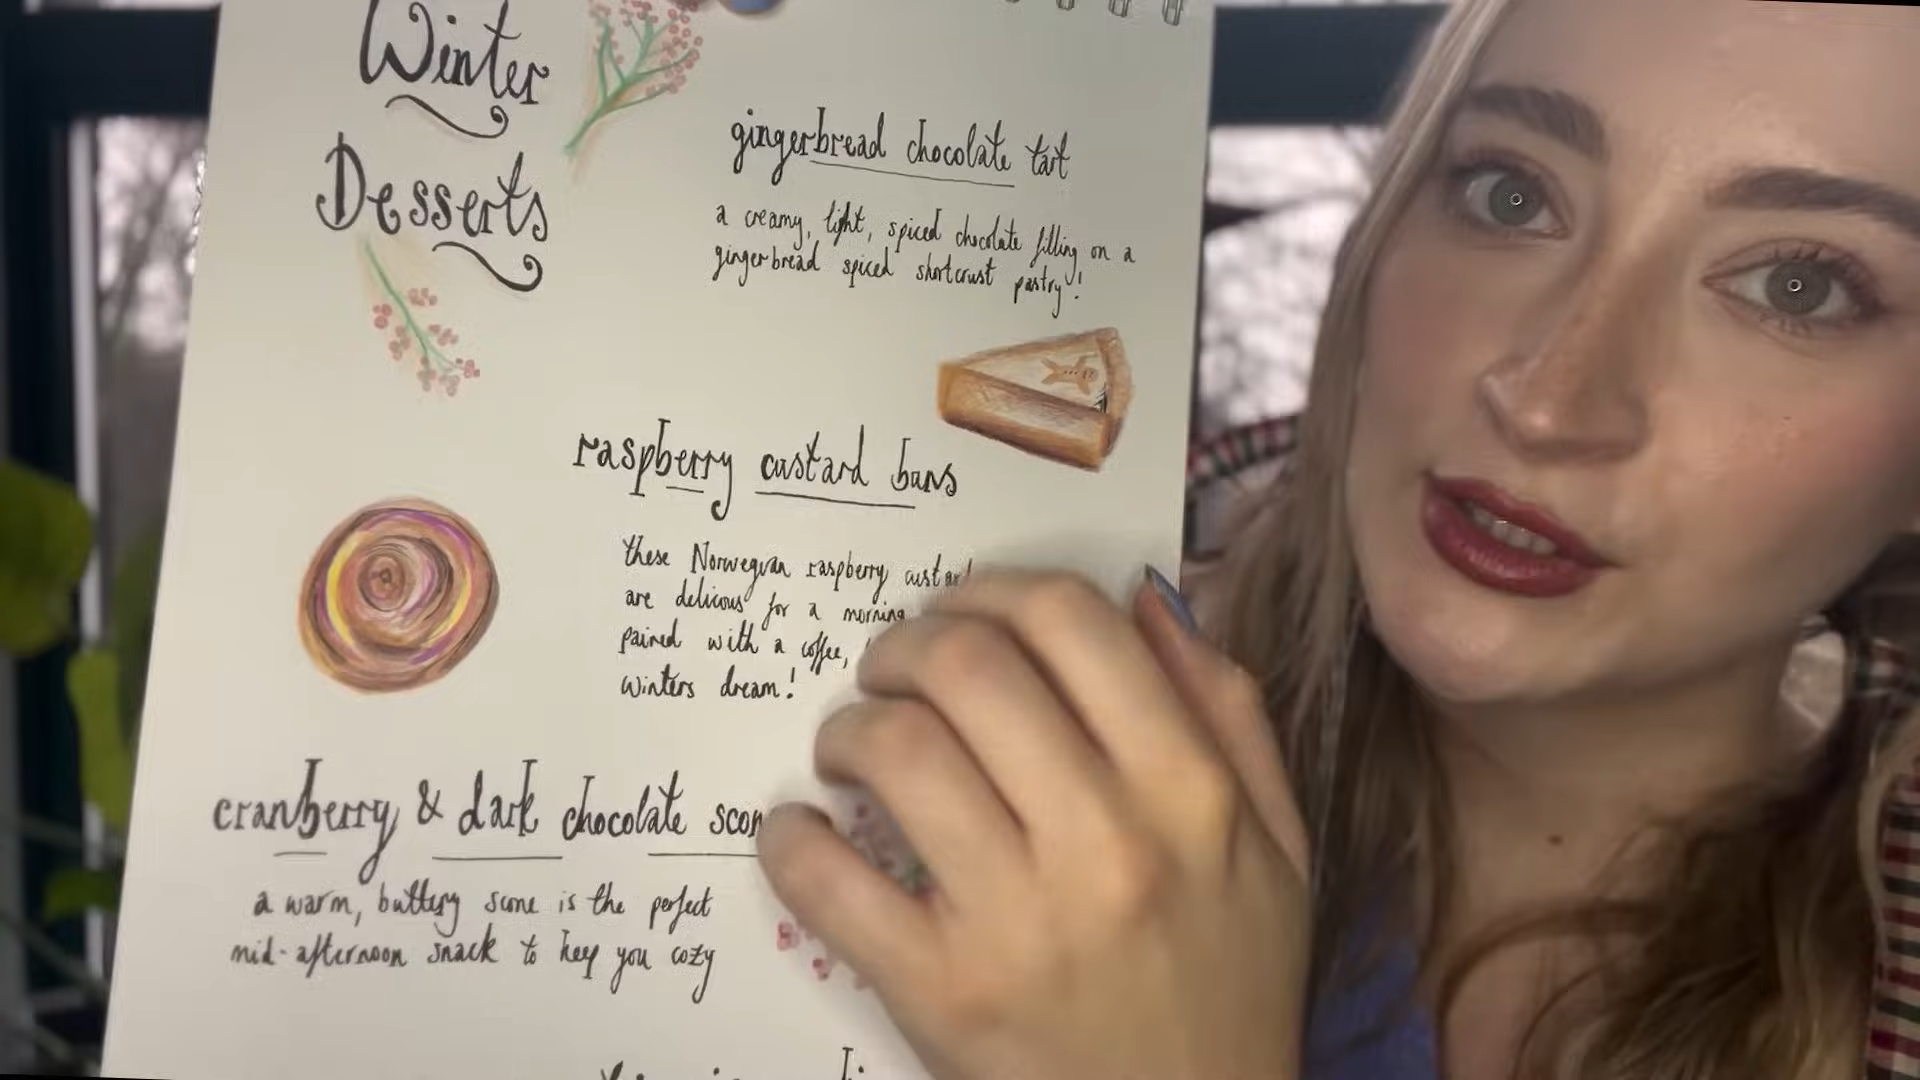 Winter
Desserts
gingerbread chocolate tart
a creamy, light, spiced chocolate filling on a
gingerbread spiced shortcrust pastry!
raspberry custard buns
these Norwegian raspberry
are delicious for a morning
paired with a coffee,
winters dream!
cranberry & dark chocolate
a warm, buttery scone is the perfect
mid-afternoon snack to keep you cozy